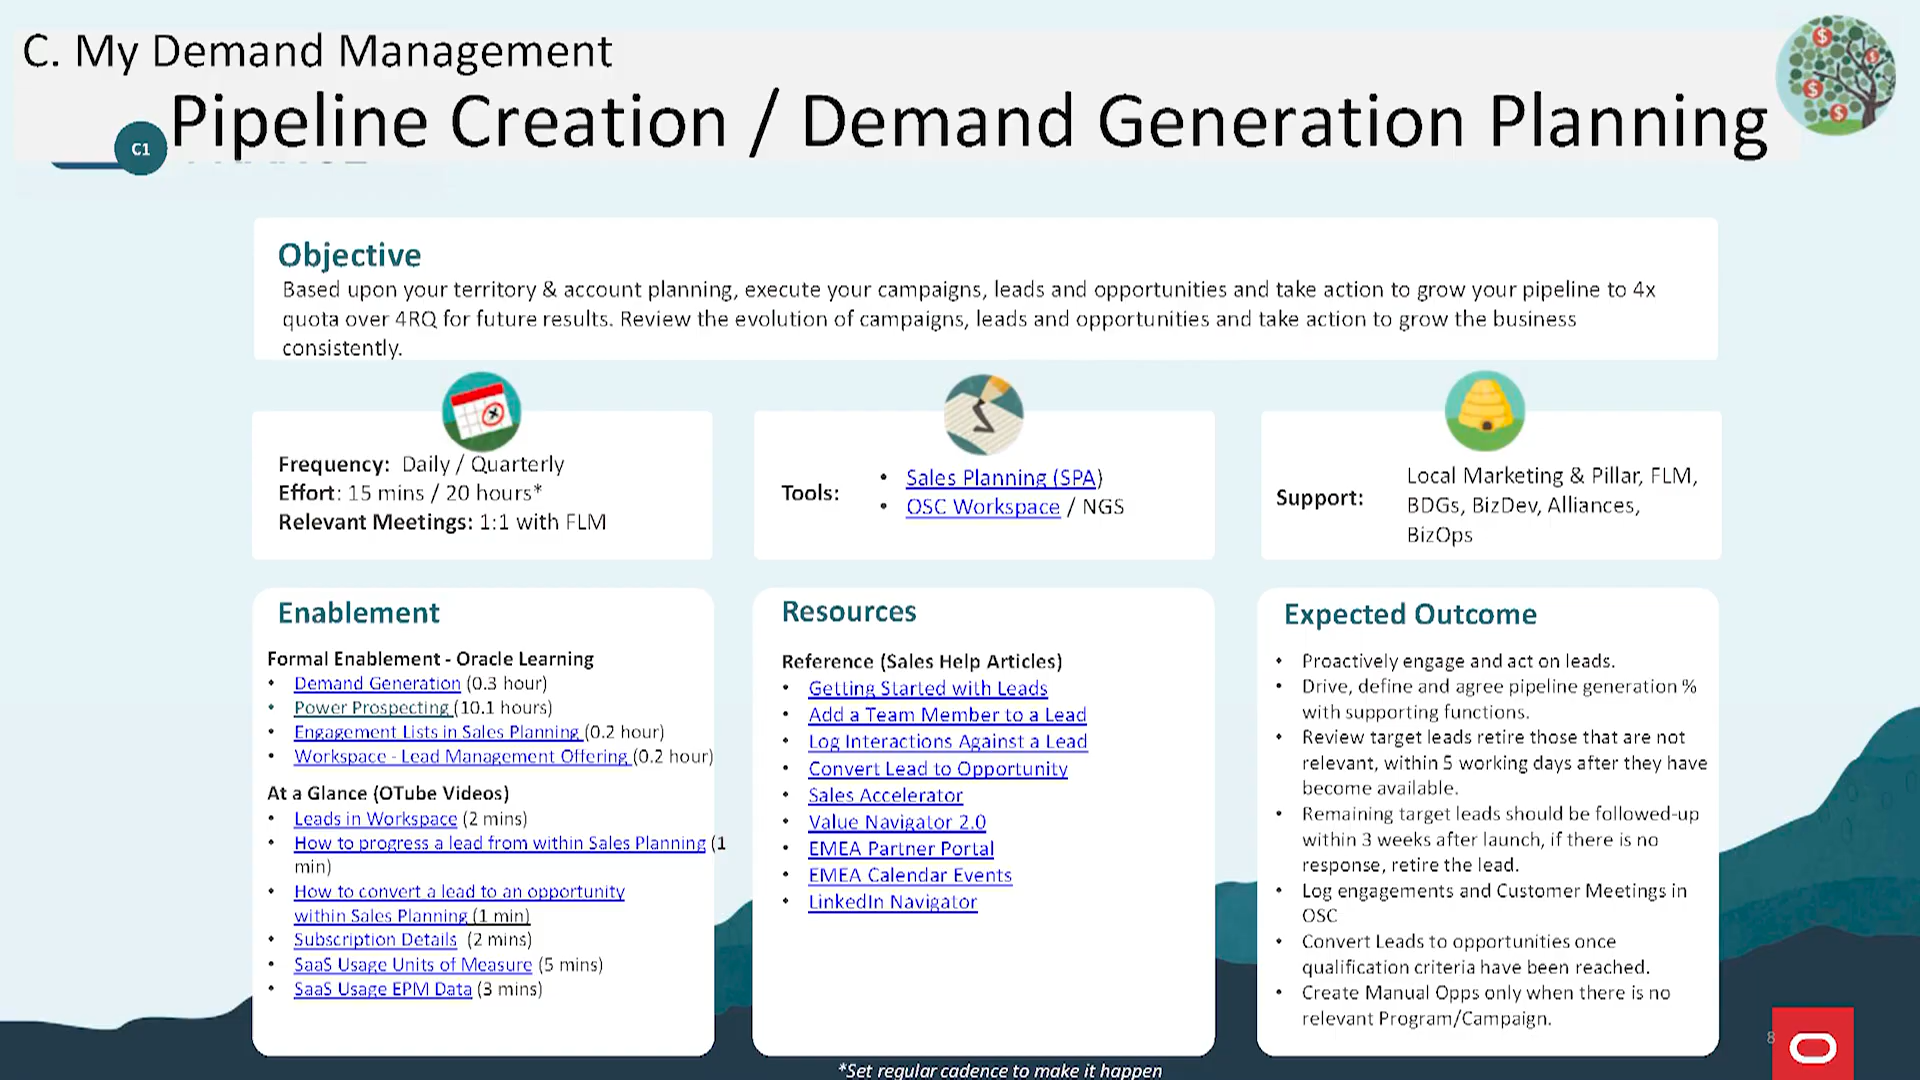 C. My Demand Management
Pipeline Creation / Demand Generation Planning
C1
Objective
Based upon your territory & account planning, execute your campaigns, leads and opportunities and take action to grow your pipeline to 4x
quota over 4RQ for future results. Review the evolution of campaigns, leads and opportunities and take action to grow the business
consistently.
Frequency: Daily / Quarterly
Effort: 15 mins / 20 hours*
Relevant Meetings: 1:1 with FLM
Tools:
• Sales Planning (SPA)
• OSC Workspace / NGS
Support:
Local Marketing & Pillar, FLM,
BDGs, BizDev, Alliances,
BizOps
Enablement
Formal Enablement - Oracle Learning
• Demand Generation (0.3 hour)
• Power Prospecting (10.1 hours)
• Engagement Lists in Sales Planning (0.2 hour)
• Workspace - Lead Management Offering (0.2 hour)
At a Glance (OTube Videos)
• Leads in Workspace (2 mins)
• How to progress a lead from within Sales Planning (1
min)
• How to convert a lead to an opportunity
within Sales Planning (1 min)
• Subscription Details (2 mins)
• SaaS Usage Units of Measure (5 mins)
• SaaS Usage EPM Data (3 mins)
Resources
Reference (Sales Help Articles)
• Getting Started with Leads
• Add a Team Member to a Lead
• Log Interactions Against a Lead
• Convert Lead to Opportunity
• Sales Accelerator
• Value Navigator 2.0
• EMEA Partner Portal
• EMEA Calendar Events
• LinkedIn Navigator
Expected Outcome
• Proactively engage and act on leads.
• Drive, define and agree pipeline generation %
with supporting functions.
• Review target leads retire those that are not
relevant, within 5 working days after they have
become available.
• Remaining target leads should be followed-up
within 3 weeks after launch, if there is no
response, retire the lead.
• Log engagements and Customer Meetings in
OSC
• Convert Leads to opportunities once
qualification criteria have been reached.
• Create Manual Opps only when there is no
relevant Program/Campaign.
8
*Set regular cadence to make it happen